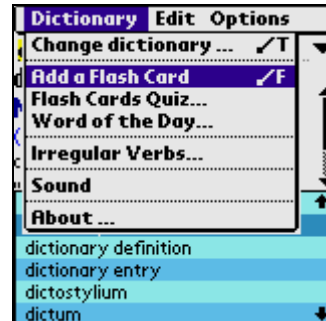 Dictionary Edit Options
Change dictionary ... ✓T
Add a Flash Card ✓F
Flash Cards Quiz...
Word of the Day...
Irregular Verbs...
Sound
About ...
dictionary definition
dictionary entry
dictostylium
dictum